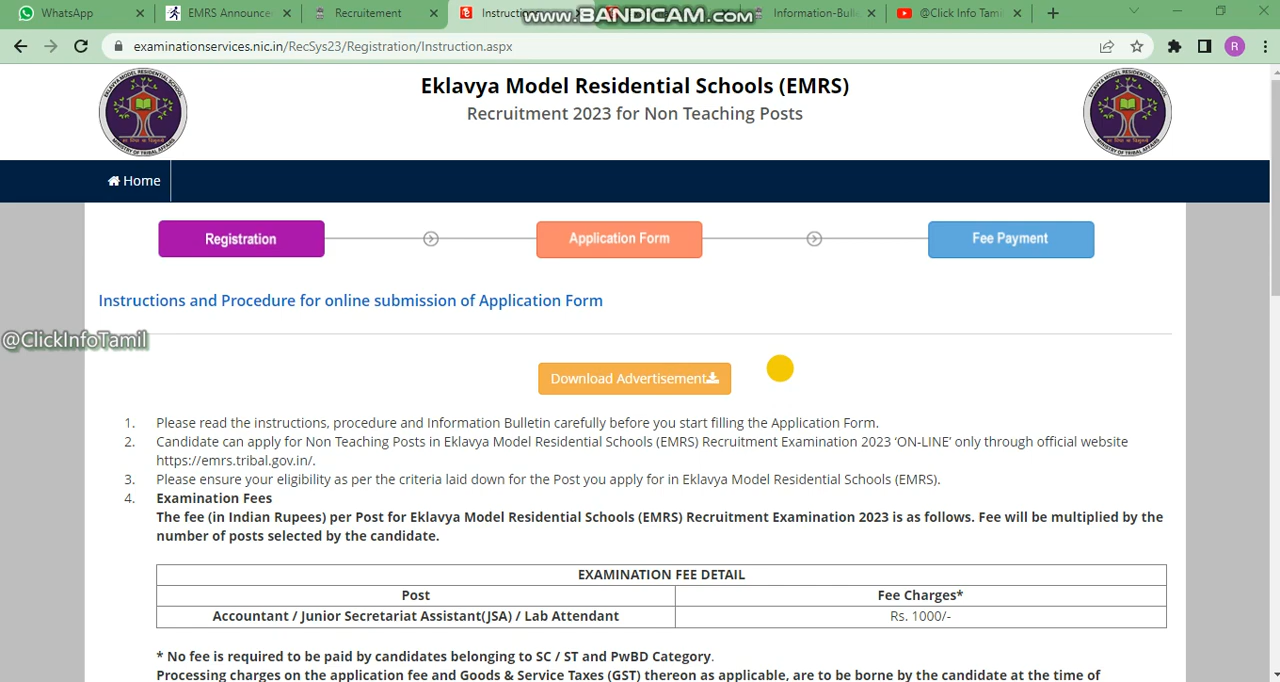 WhatsApp
EMRS Announce
Recruitement
Instructi
www.BANDICAM.com
Information-Bull
@Click Info Tam
examinationservices.nic.in/RecSys23/Registration/Instruction.aspx
R
Eklavya Model Residential Schools (EMRS)
Recruitment 2023 for Non Teaching Posts
Home
Registration
Application Form
Fee Payment
Instructions and Procedure for online submission of Application Form
@ClickInfoTamil
Download Advertisement
1. Please read the instructions, procedure and Information Bulletin carefully before you start filling the Application Form.
2. Candidate can apply for Non Teaching Posts in Eklavya Model Residential Schools (EMRS) Recruitment Examination 2023 ‘ON-LINE’ only through official website
https://emrs.tribal.gov.in/.
3. Please ensure your eligibility as per the criteria laid down for the Post you apply for in Eklavya Model Residential Schools (EMRS).
4. Examination Fees
The fee (in Indian Rupees) per Post for Eklavya Model Residential Schools (EMRS) Recruitment Examination 2023 is as follows. Fee will be multiplied by the
number of posts selected by the candidate.
EXAMINATION FEE DETAIL
Post Fee Charges*
Accountant / Junior Secretariat Assistant(JSA) / Lab Attendant Rs. 1000/-
* No fee is required to be paid by candidates belonging to SC / ST and PwBD Category.
Processing charges on the application fee and Goods & Service Taxes (GST) thereon as applicable, are to be borne by the candidate at the time of